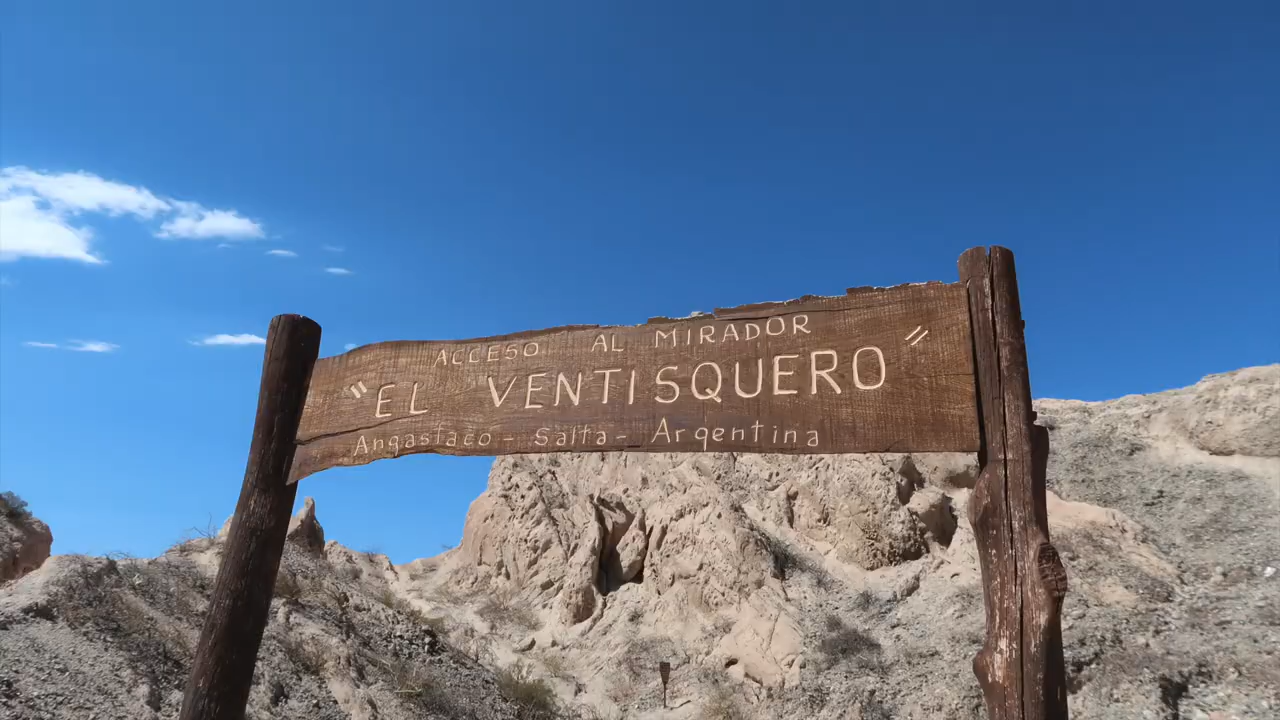 ACCESO AL MIRADOR
"EL VENTISQUERO"
Angastaco - Salta - Argentina